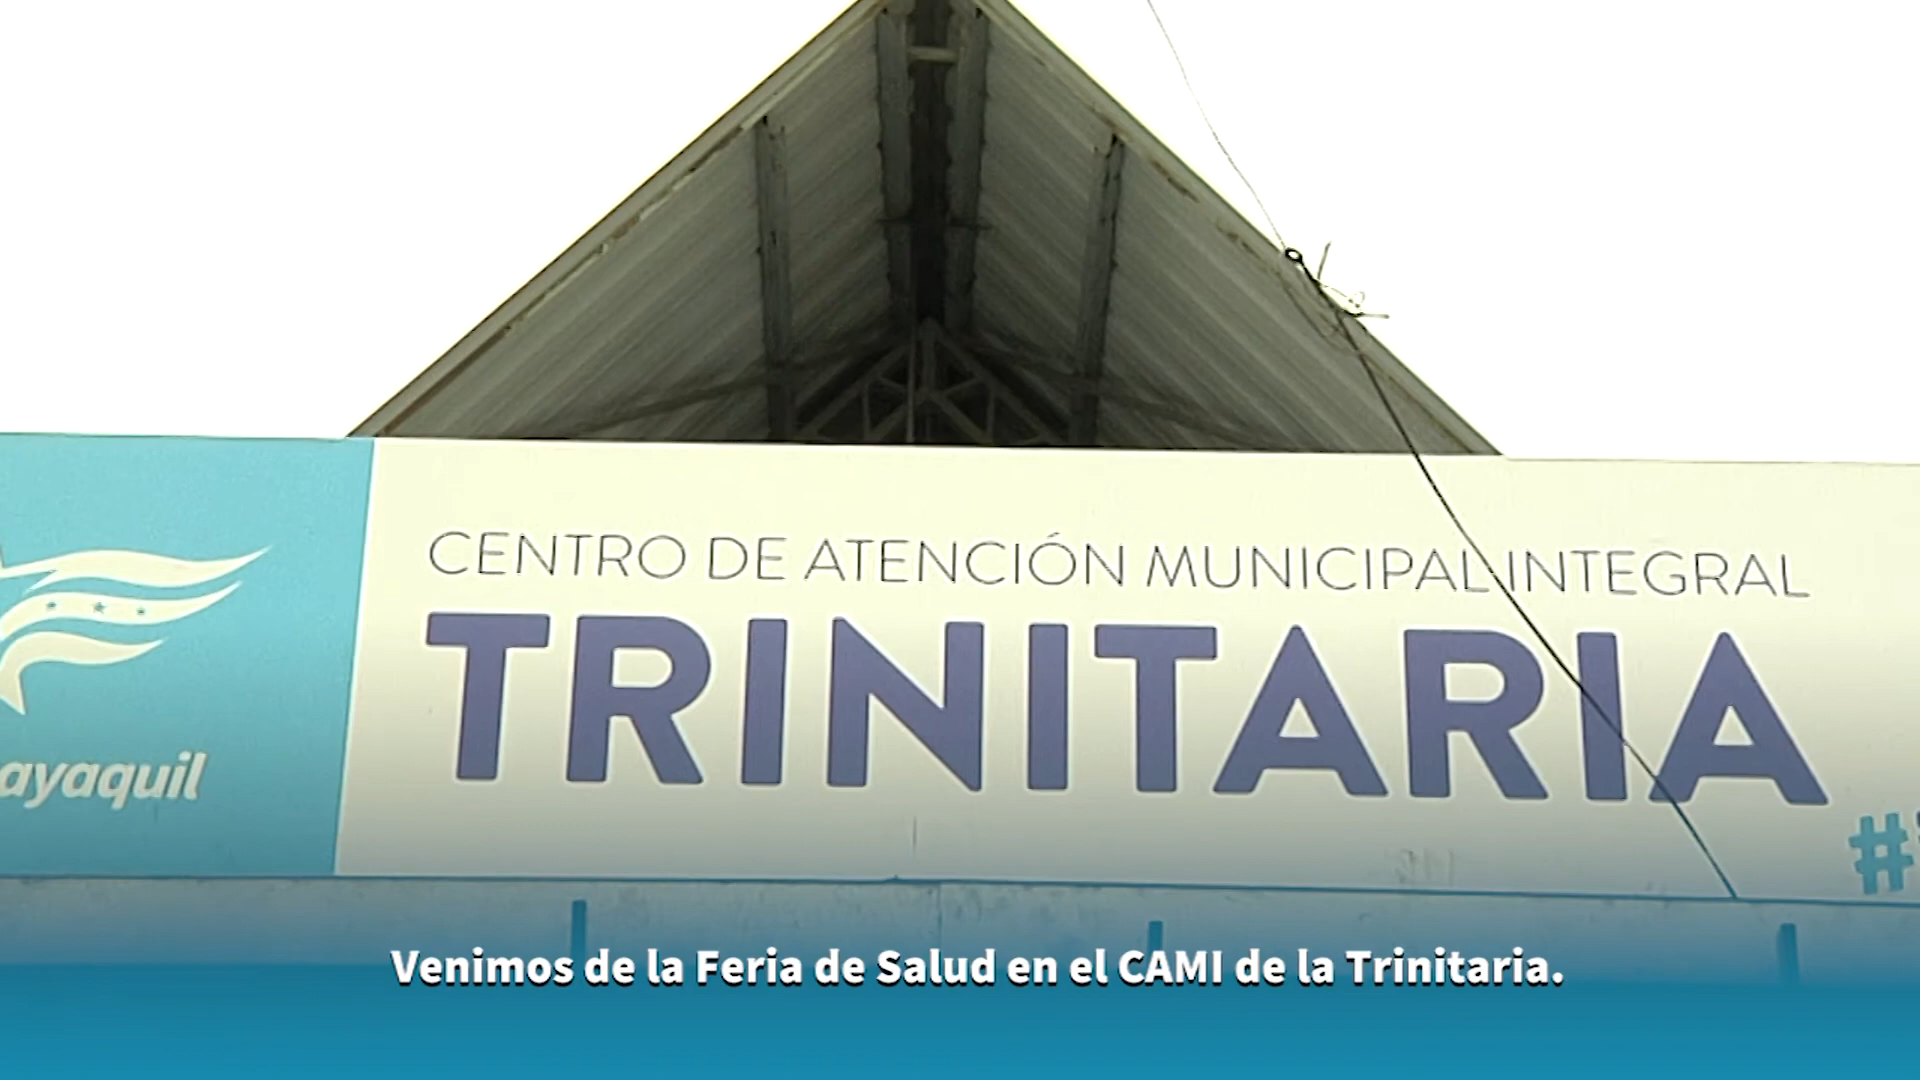 CENTRO DE ATENCIÓN MUNICIPAL INTEGRAL
TRINITARIA
ayaquil
#
Venimos de la Feria de Salud en el CAMI de la Trinitaria.